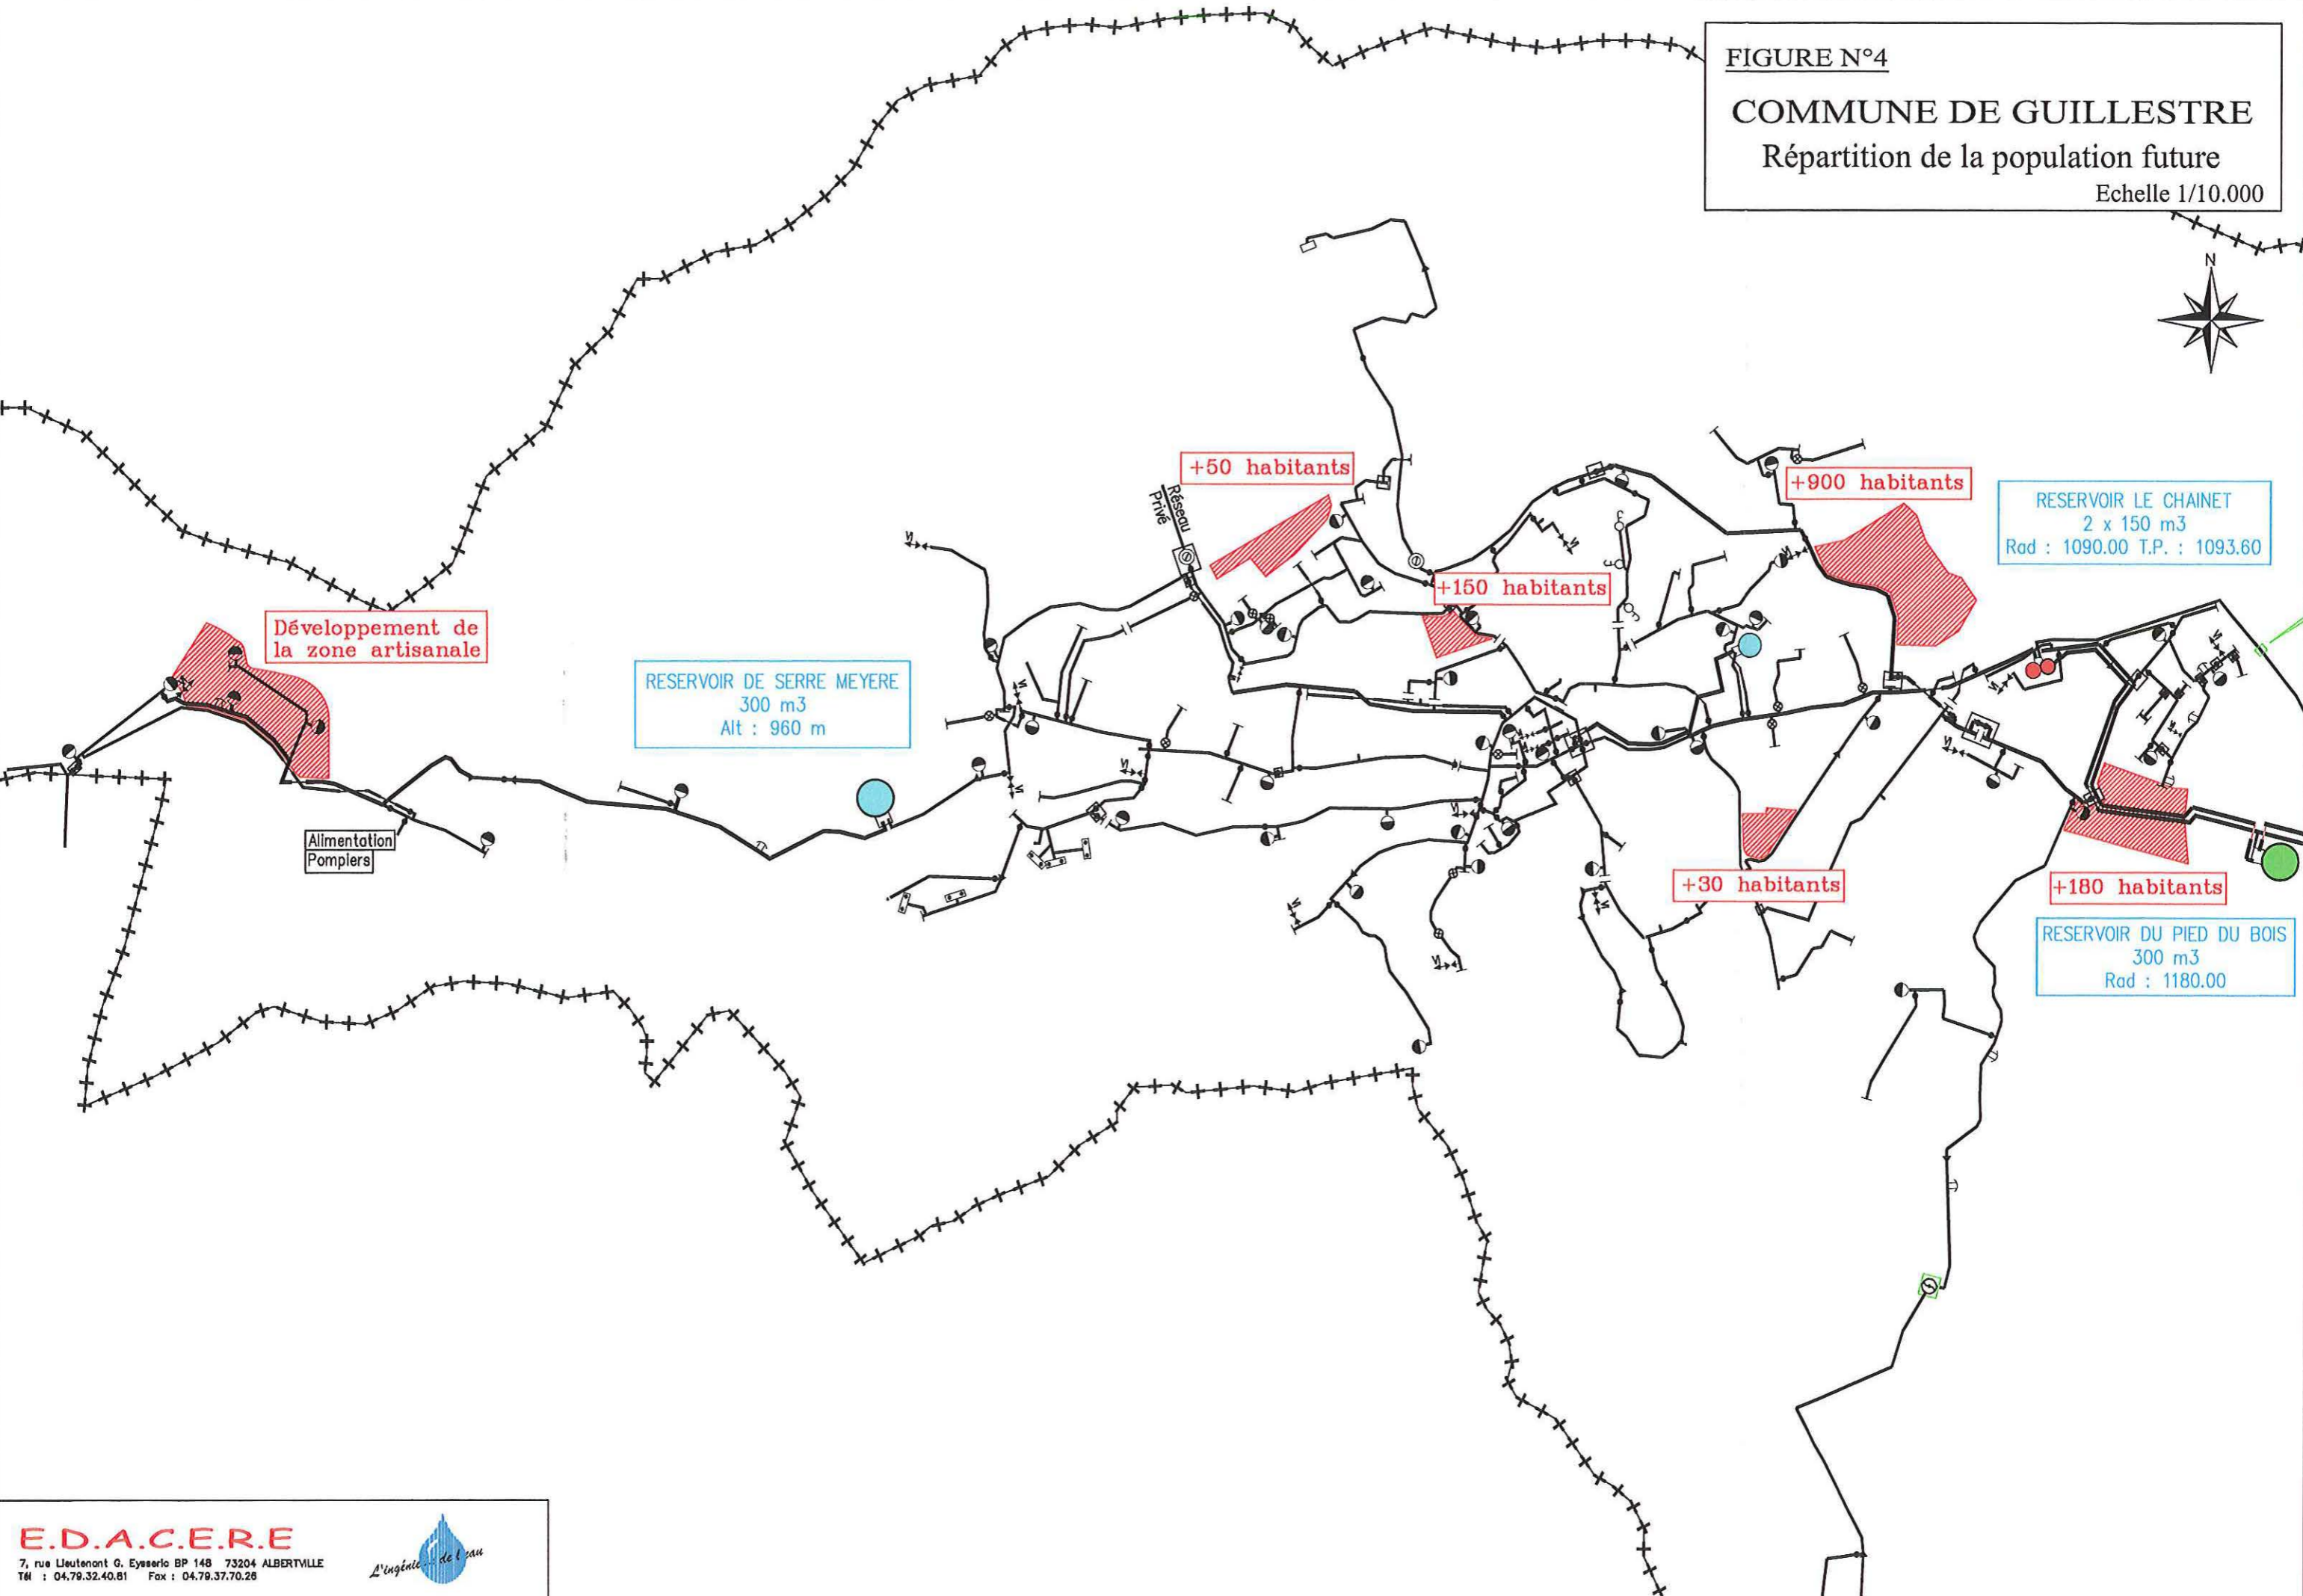 FIGURE N°4
COMMUNE DE GUILLESTRE
Répartition de la population future
Echelle 1/10.000
N
+50 habitants
Réseau
Privé
+900 habitants
RESERVOIR LE CHAINET
2 x 150 m3
Rad : 1090.00 T.P. : 1093.60
+150 habitants
Développement de
la zone artisanale
RESERVOIR DE SERRE MEYERE
300 m3
Alt : 960 m
Alimentation
Pompiers
+30 habitants
+180 habitants
RESERVOIR DU PIED DU BOIS
300 m3
Rad : 1180.00
E.D.A.C.E.R.E
7, rue Lieutenant G. Eysseric BP 148 73204 ALBERTVILLE
Tél : 04.79.32.40.81 Fax : 04.79.37.70.26
L'ingénie de l'eau